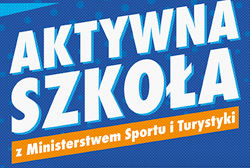 AKTYWNA
SZKOŁA
z Ministerstwem Sportu i Turystyki